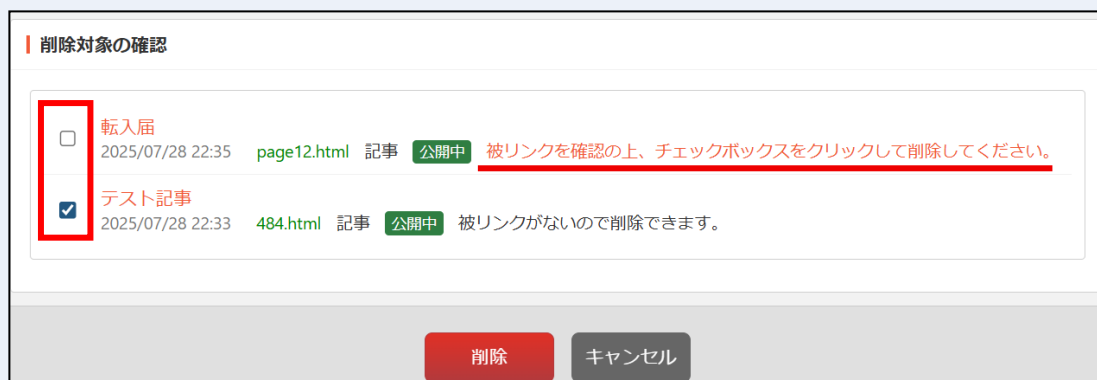 削除対象の確認
転入届
2025/07/28 22:35 page12.html 記事 公開中 被リンクを確認の上、チェックボックスをクリックして削除してください。
テスト記事
2025/07/28 22:33 484.html 記事 公開中 被リンクがないので削除できます。
削除 キャンセル